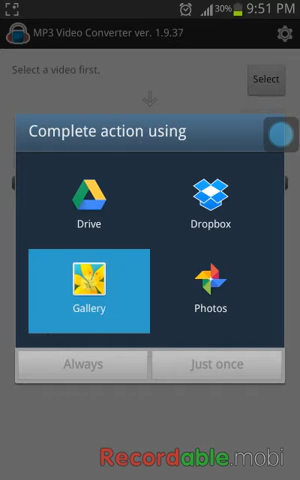 30% 9:51 PM
MP3 Video Converter ver. 1.9.37
Select a video first.
Select
Complete action using
Drive
Dropbox
Gallery
Photos
Always
Just once
Recordable.mobi